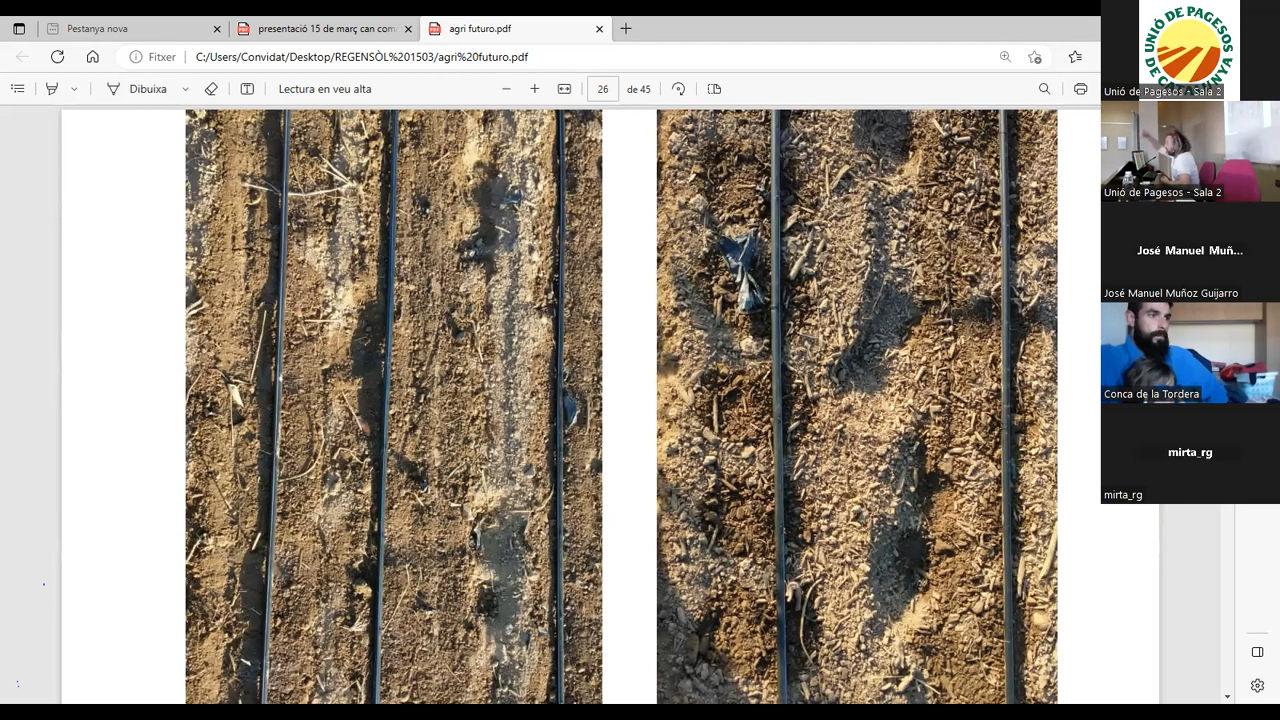 Pestanya nova
presentació 15 de març can com
agri futuro.pdf
Fitxer
C:/Users/Convidat/Desktop/REGENSÒL%201503/agri%20futuro.pdf
Dibuixa
Lectura en veu alta
26
de 45
UNIÓ DE PAGESOS
DE CATALUNYA
Unió de Pagesos - Sala 2
Unió de Pagesos - Sala 2
José Manuel Muñ...
José Manuel Muñoz Guijarro
Conca de la Tordera
mirta_rg
mirta_rg